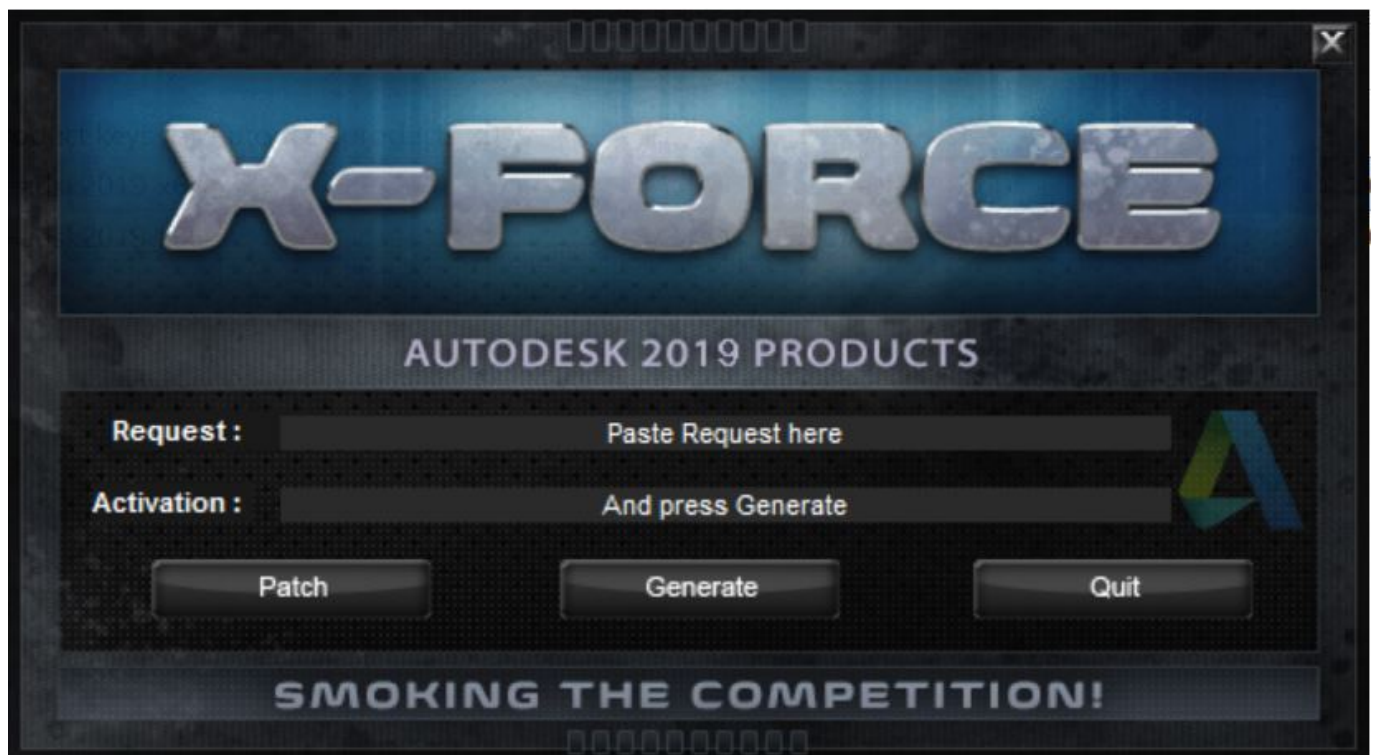 X
X-FORCE
AUTODESK 2019 PRODUCTS
Request :
Paste Request here
Activation :
And press Generate
Patch
Generate
Quit
SMOKING THE COMPETITION!